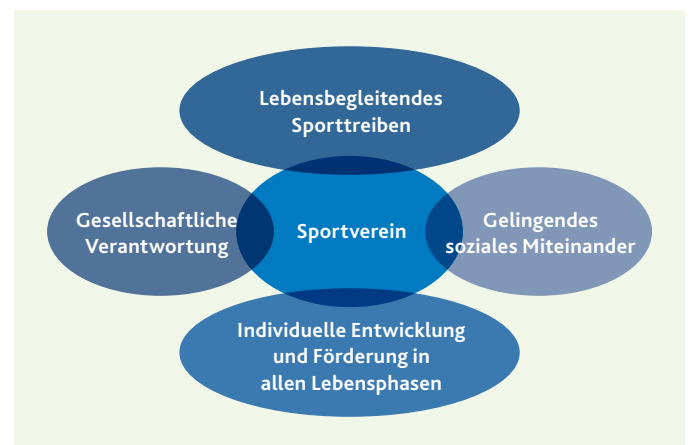 Lebensbegleitendes
Sporttreiben
Gesellschaftliche
Verantwortung
Sportverein
Gelingendes
soziales Miteinander
Individuelle Entwicklung
und Förderung in
allen Lebensphasen